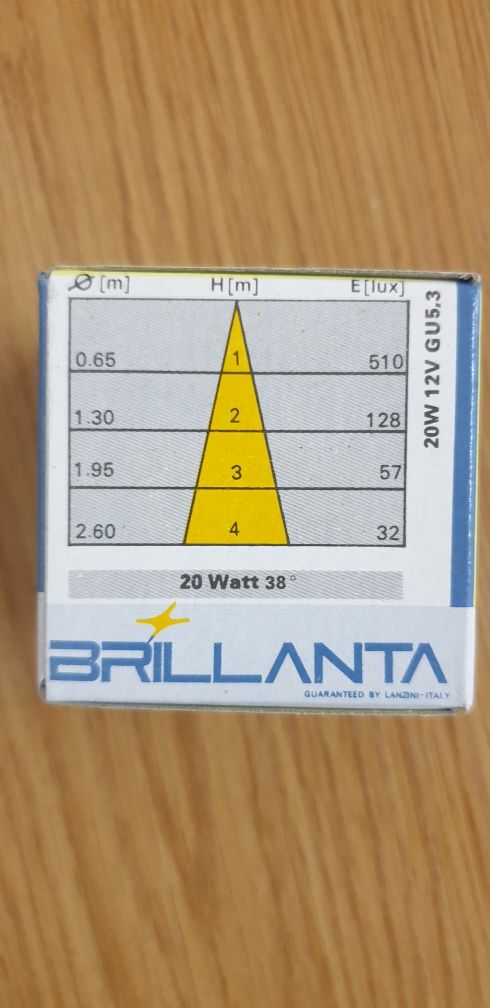 Ø [m] H[m] E[lux]
0.65 1 510
1.30 2 128
1.95 3 57
2.60 4 32
20W 12V GU5,3
20 Watt 38°
BRILLANTA
GUARANTEED BY LANZINI-ITALY